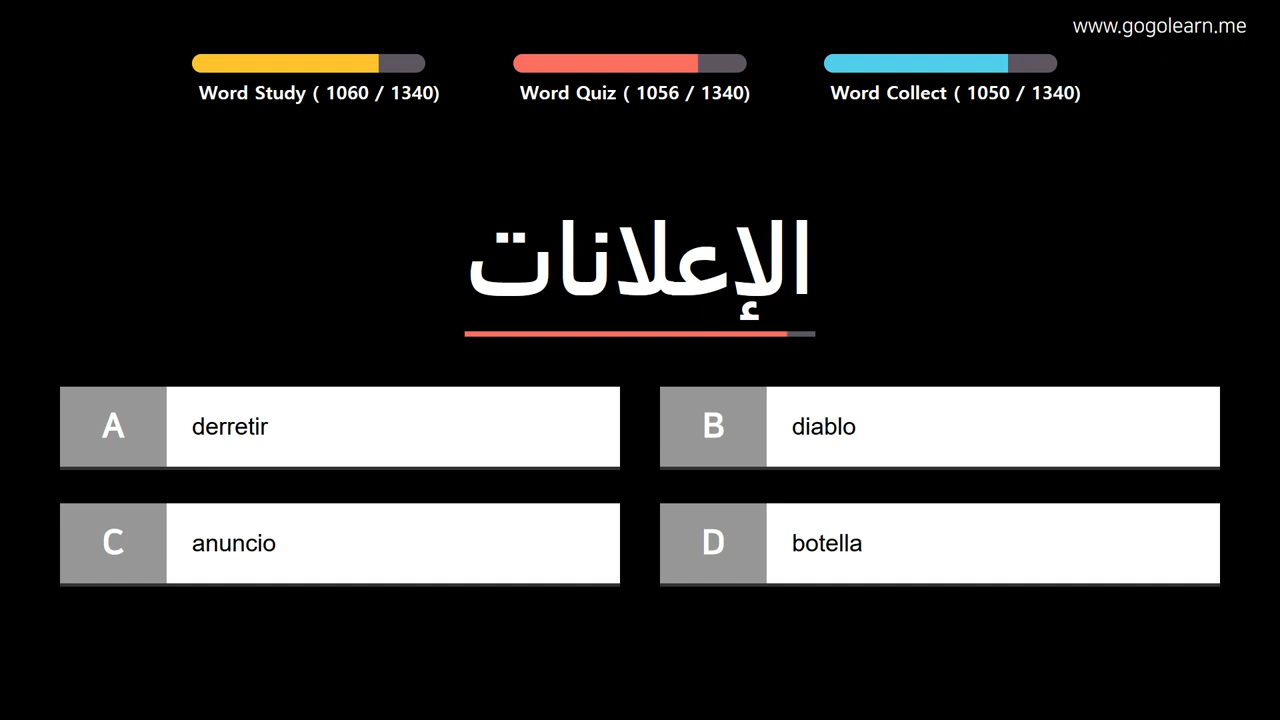 www.gogolearn.me
Word Study ( 1060 / 1340)
Word Quiz ( 1056 / 1340)
Word Collect ( 1050 / 1340)
الإعلانات
A derretir
B diablo
C anuncio
D botella